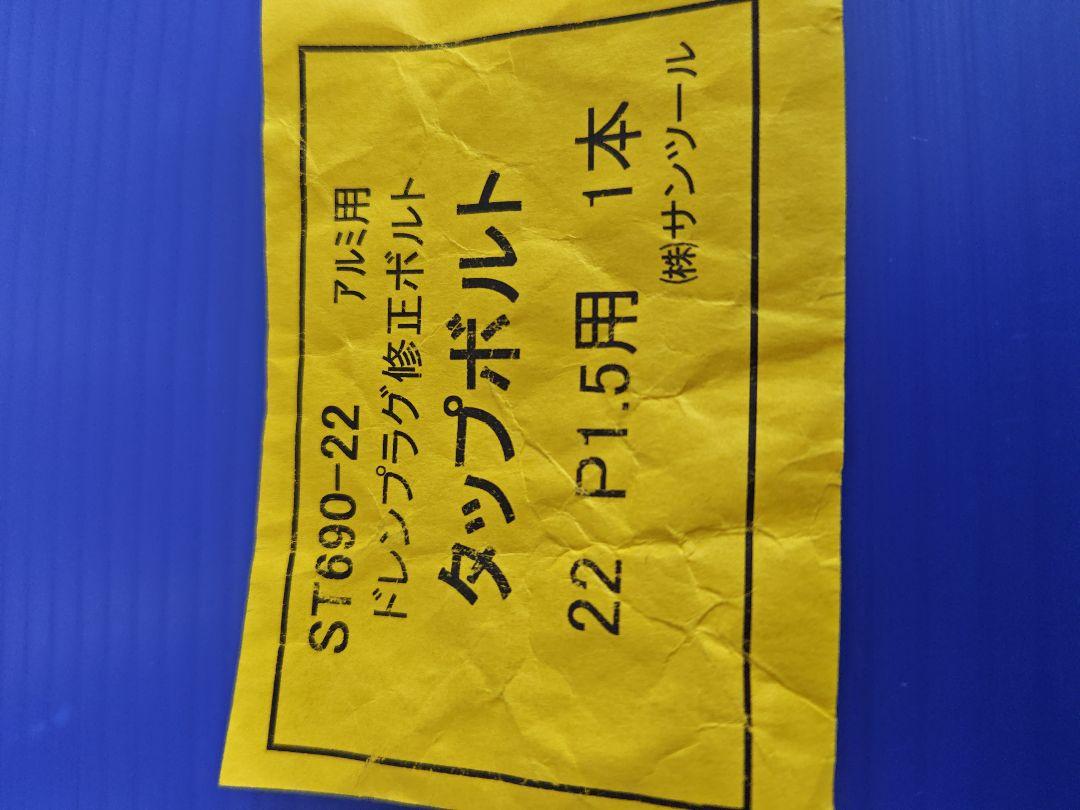 ST690-22 アルミ用
ドレンプラグ修正ボルト
タップボルト
22 P1.5用 1本
㈱サンツール